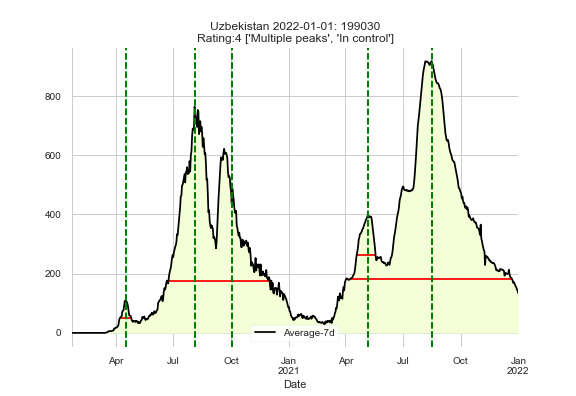 Uzbekistan 2022-01-01: 199030
Rating:4 ['Multiple peaks', 'In control']
800
600
400
200
0
Average-7d
Apr Jul Oct Jan Apr Jul Oct Jan
2021 2022
Date